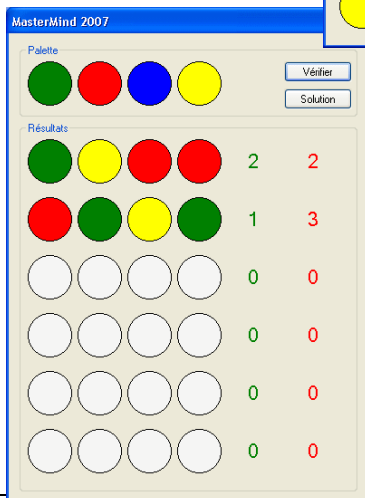 MasterMind 2007
Palette
Vérifier
Solution
Résultats
2 2
1 3
0 0
0 0
0 0
0 0